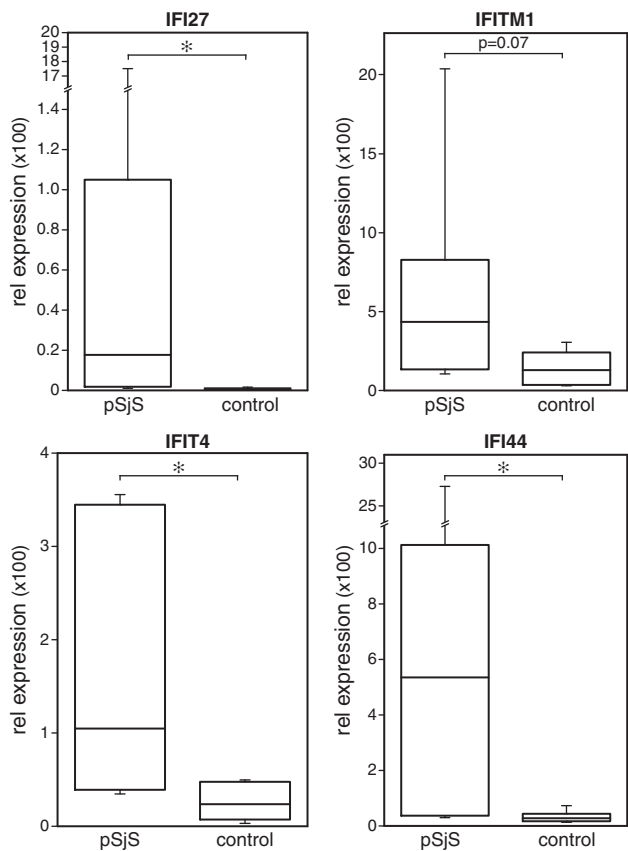 IFI27
rel expression (x100)
20
19
18
17
1.4
1.2
1.0
0.8
0.6
0.4
0.2
0
*
pSjS control
IFITM1
rel expression (x100)
20
15
10
5
0
p=0.07
pSjS control
IFIT4
rel expression (x100)
4
3
2
1
0
*
pSjS control
IFI44
rel expression (x100)
30
25
10
8
6
4
2
0
*
pSjS control